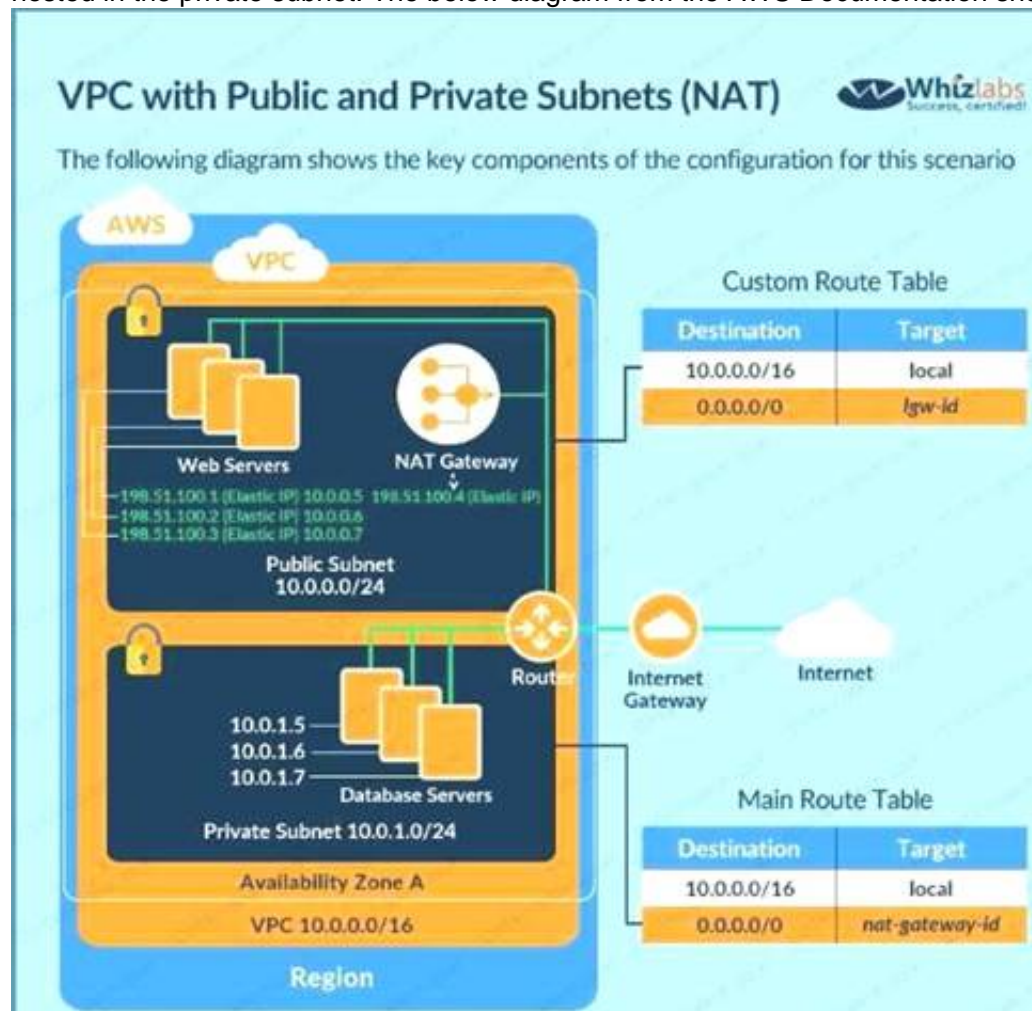 hosted in the private subnet. The below diagram from the AWS Documentation sho
VPC with Public and Private Subnets (NAT)
Whizlabs
Success, certified!
The following diagram shows the key components of the configuration for this scenario
AWS
VPC
Custom Route Table
Destination Target
10.0.0.0/16 local
0.0.0.0/0 Igw-id
Web Servers
NAT Gateway
198.51.100.1 (Elastic IP) 10.0.0.5 198.51.100.4 (Elastic IP)
198.51.100.2 (Elastic IP) 10.0.0.6
198.51.100.3 (Elastic IP) 10.0.0.7
Public Subnet
10.0.0.0/24
Router
Internet
Gateway
Internet
10.0.1.5
10.0.1.6
10.0.1.7
Database Servers
Private Subnet 10.0.1.0/24
Main Route Table
Destination Target
10.0.0.0/16 local
0.0.0.0/0 nat-gateway-id
Availability Zone A
VPC 10.0.0.0/16
Region